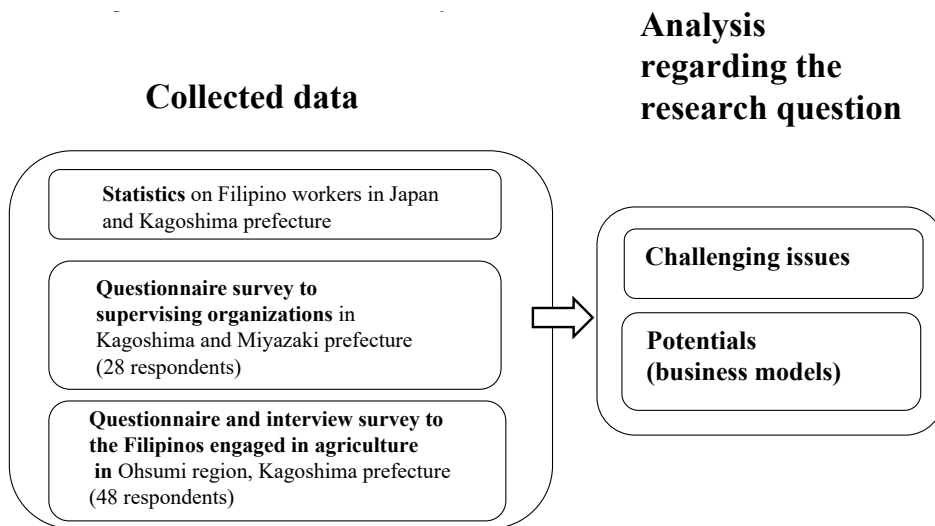 Collected data
Statistics on Filipino workers in Japan
and Kagoshima prefecture
Questionnaire survey to
supervising organizations in
Kagoshima and Miyazaki prefecture
(28 respondents)
Questionnaire and interview survey to
the Filipinos engaged in agriculture
in Ohsumi region, Kagoshima prefecture
(48 respondents)
Analysis
regarding the
research question
Challenging issues
Potentials
(business models)